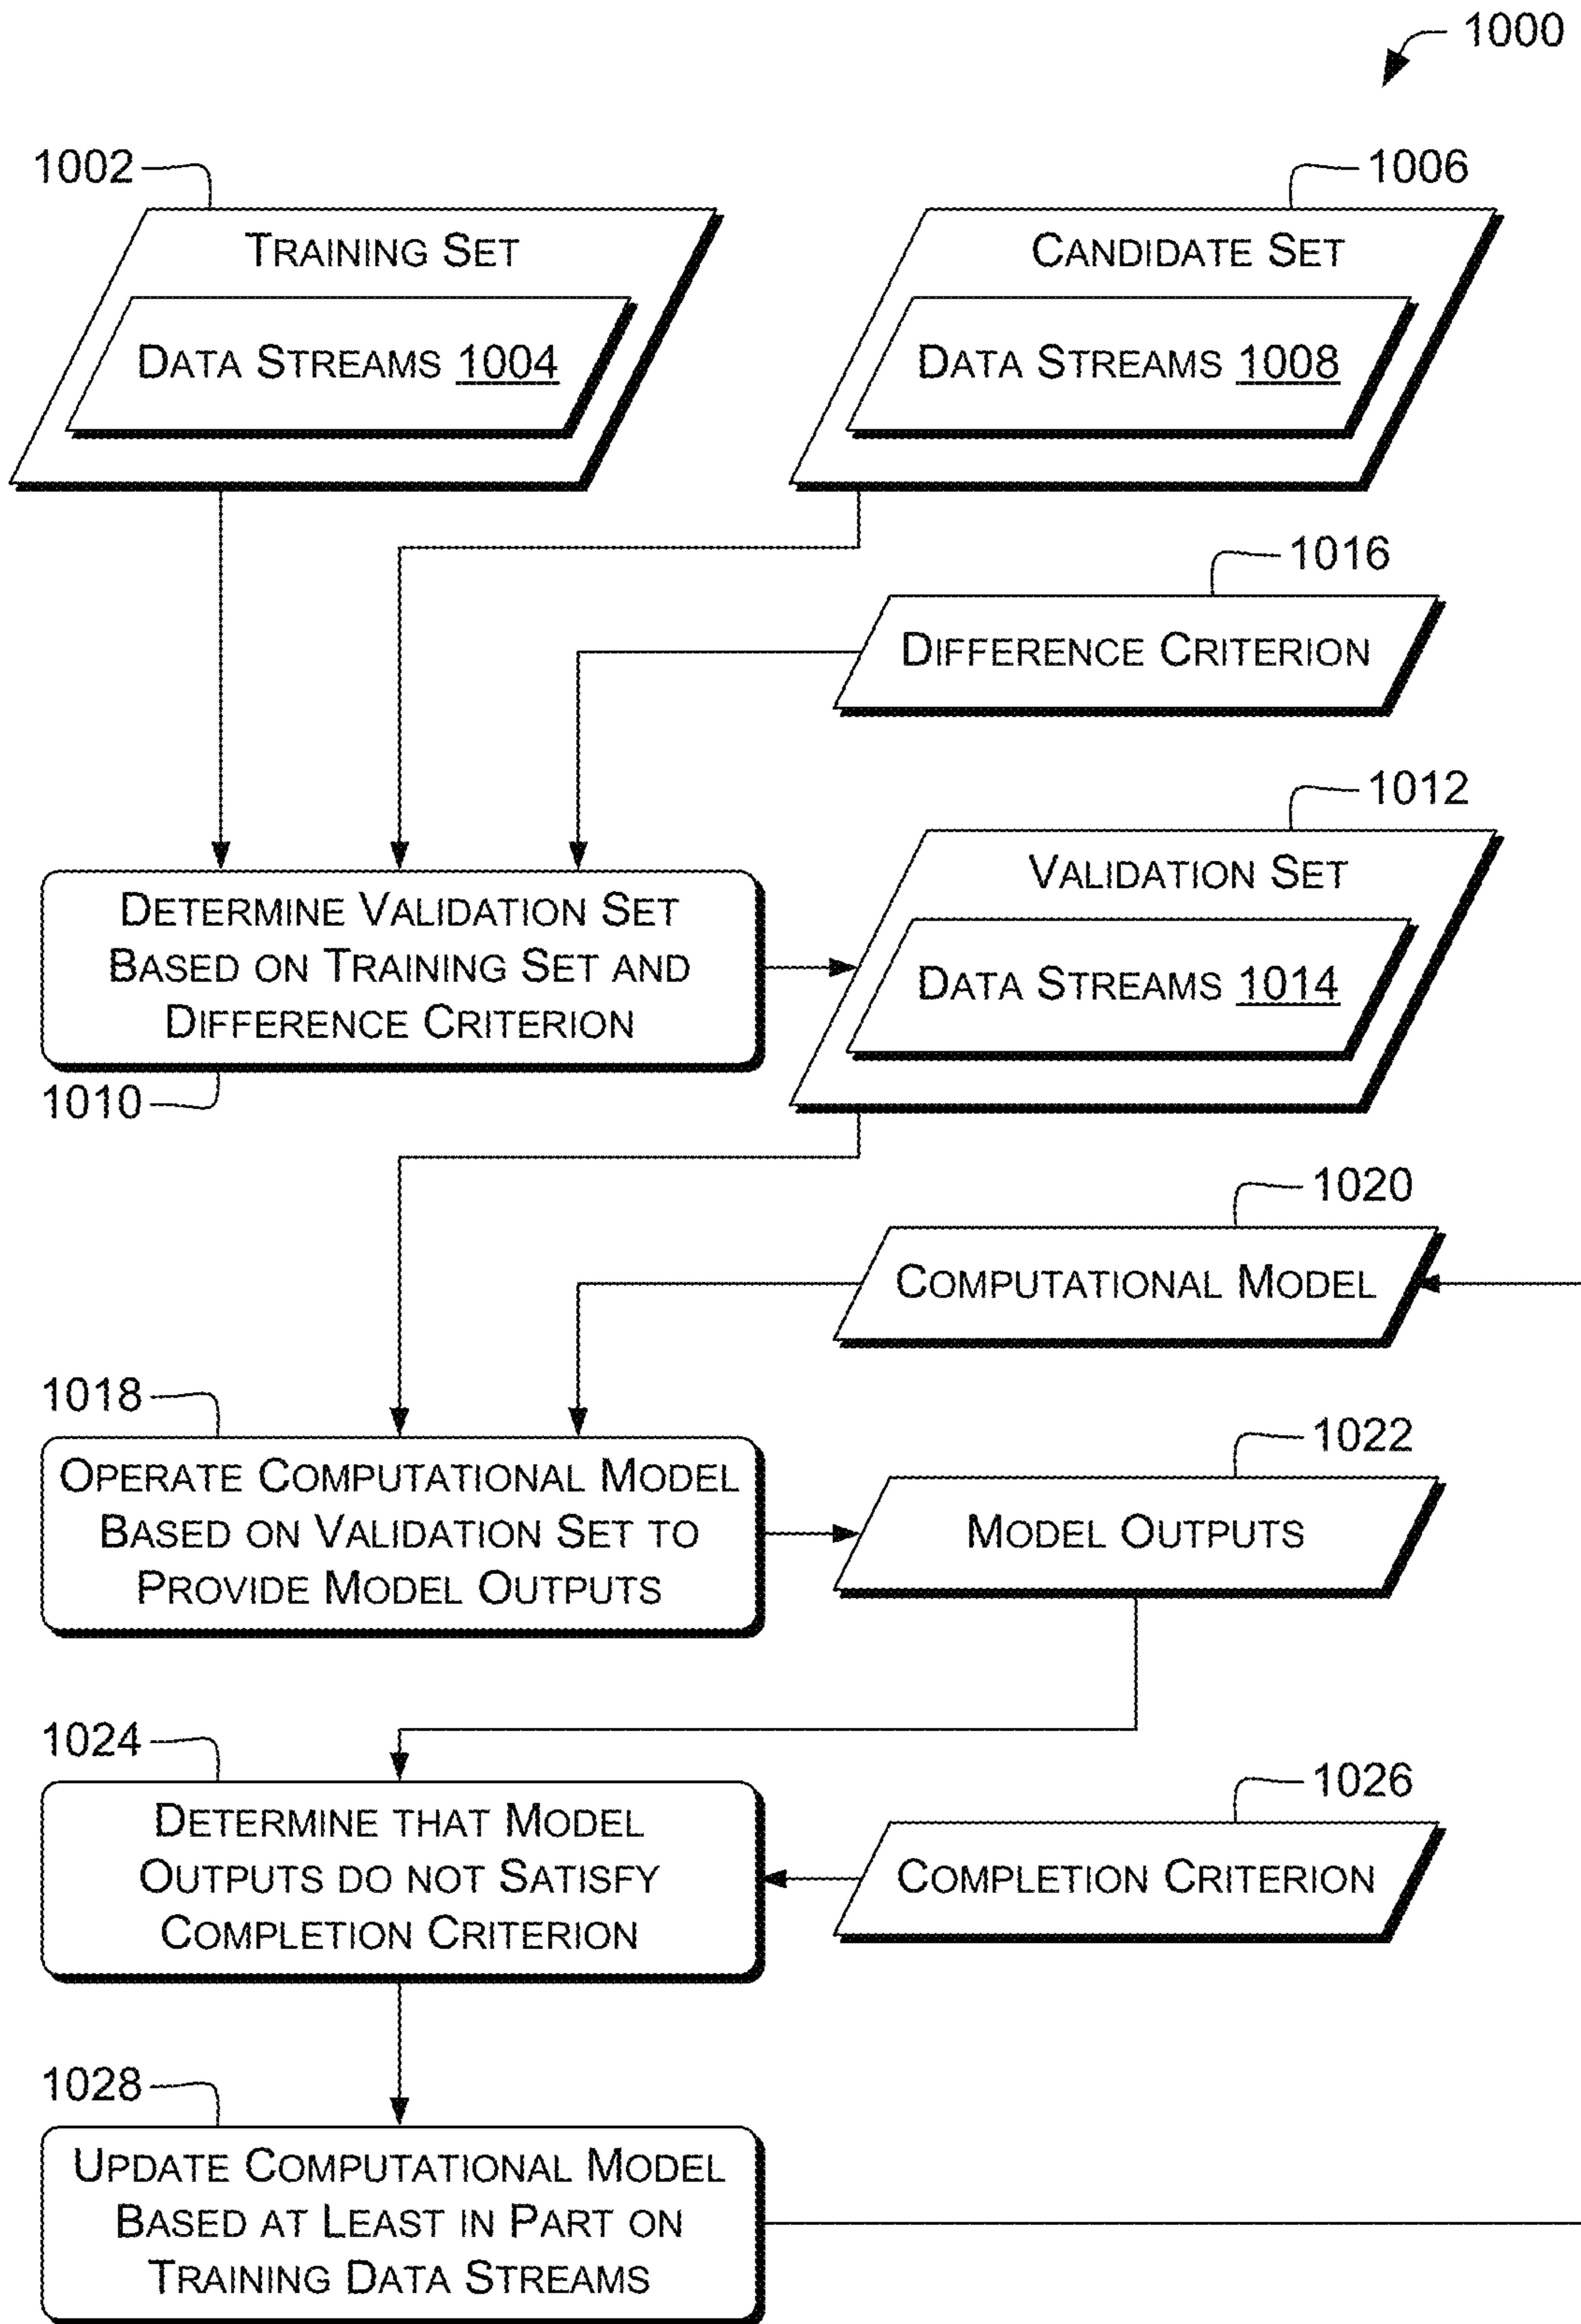 1000
1002
1006
TRAINING SET
CANDIDATE SET
DATA STREAMS 1004
DATA STREAMS 1008
1016
DIFFERENCE CRITERION
1012
VALIDATION SET
DATA STREAMS 1014
DETERMINE VALIDATION SET
BASED ON TRAINING SET AND
DIFFERENCE CRITERION
1010
1020
COMPUTATIONAL MODEL
1018
OPERATE COMPUTATIONAL MODEL
BASED ON VALIDATION SET TO
PROVIDE MODEL OUTPUTS
1022
MODEL OUTPUTS
1024
DETERMINE THAT MODEL
OUTPUTS DO NOT SATISFY
COMPLETION CRITERION
1026
COMPLETION CRITERION
1028
UPDATE COMPUTATIONAL MODEL
BASED AT LEAST IN PART ON
TRAINING DATA STREAMS